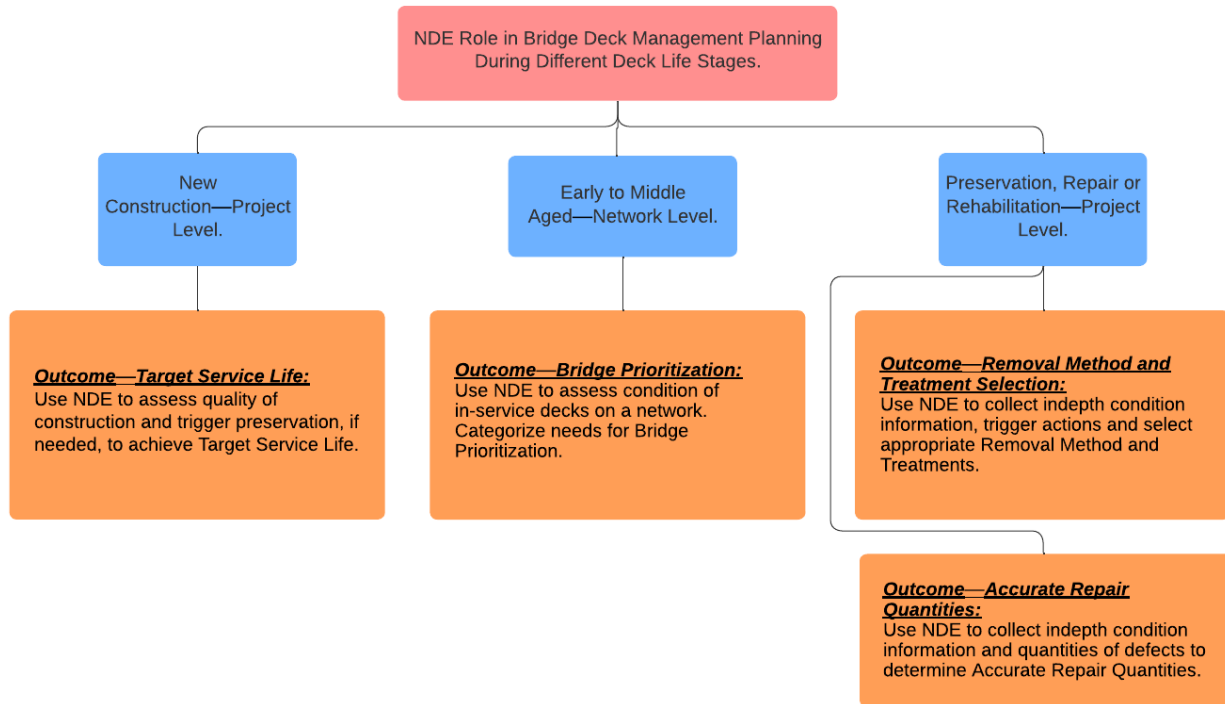 NDE Role in Bridge Deck Management Planning
During Different Deck Life Stages.
New
Construction—Project
Level.
Early to Middle
Aged—Network Level.
Preservation, Repair or
Rehabilitation—Project
Level.
Outcome—Target Service Life:
Use NDE to assess quality of
construction and trigger preservation, if
needed, to achieve Target Service Life.
Outcome—Bridge Prioritization:
Use NDE to assess condition of
in-service decks on a network.
Categorize needs for Bridge
Prioritization.
Outcome—Removal Method and
Treatment Selection:
Use NDE to collect indepth condition
information, trigger actions and select
appropriate Removal Method and
Treatments.
Outcome—Accurate Repair
Quantities:
Use NDE to collect indepth condition
information and quantities of defects to
determine Accurate Repair Quantities.